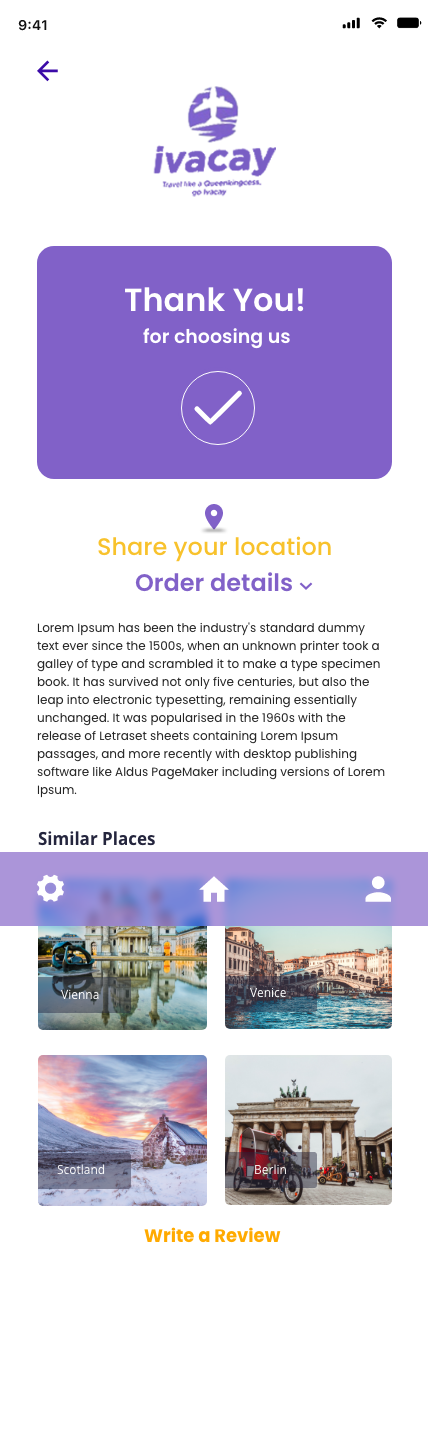 9:41
ivacay
Travel like a Queenkingcess,
go ivacay
Thank You!
for choosing us
Share your location
Order details
Lorem Ipsum has been the industry's standard dummy
text ever since the 1500s, when an unknown printer took a
galley of type and scrambled it to make a type specimen
book. It has survived not only five centuries, but also the
leap into electronic typesetting, remaining essentially
unchanged. It was popularised in the 1960s with the
release of Letraset sheets containing Lorem Ipsum
passages, and more recently with desktop publishing
software like Aldus PageMaker including versions of Lorem
Ipsum.
Similar Places
Vienna
Venice
Scotland
Berlin
Write a Review